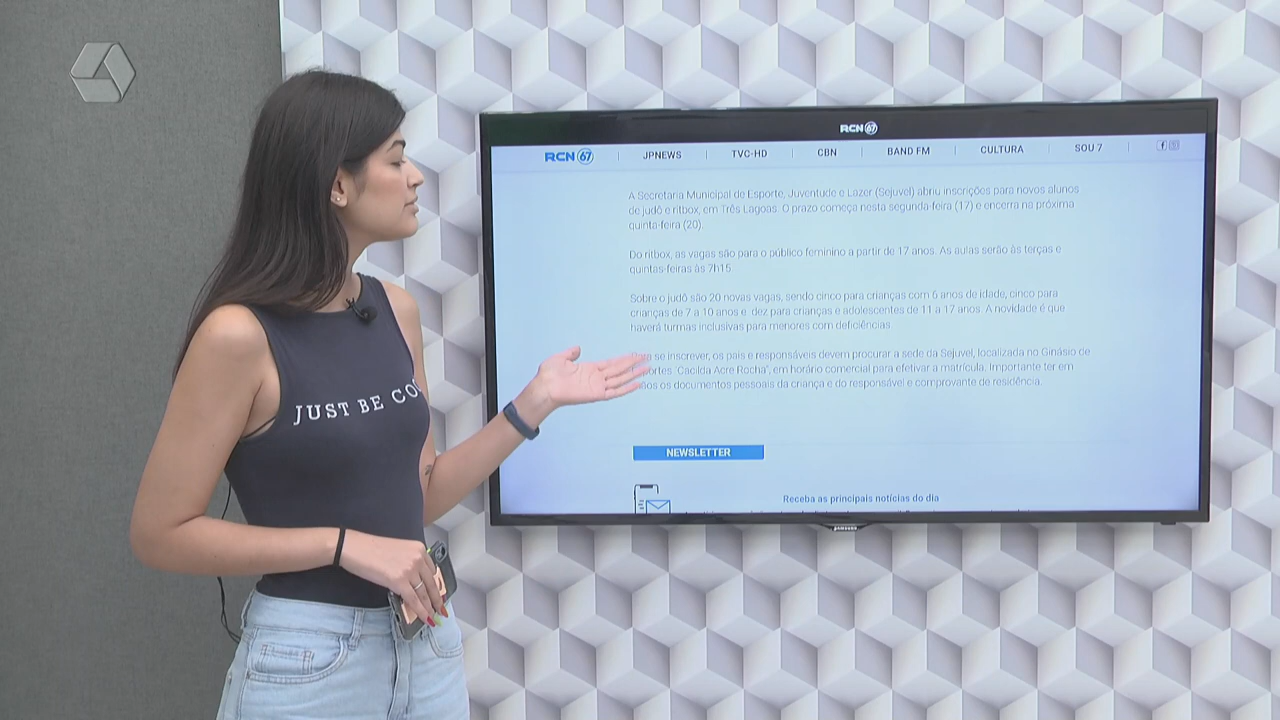 RCN 67
RCN 67
JPNEWS
TVC-HD
CBN
BAND FM
CULTURA
SOU 7
A Secretaria Municipal de Esporte, Juventude e Lazer (Sejuvel) abriu inscrições para novos alunos
de judô e ritbox, em Três Lagoas. O prazo começa nesta segunda-feira (17) e encerra na próxima
quinta-feira (20).
Do ritbox, as vagas são para o público feminino a partir de 17 anos. As aulas serão às terças e
quintas-feiras às 7h15
Sobre o judô são 20 novas vagas, sendo cinco para crianças com 6 anos de idade, cinco para
crianças de 7 a 10 anos e dez para crianças e adolescentes de 11 a 17 anos. A novidade é que
haverá turmas inclusivas para menores com deficiências.
se inscrever, os pais e responsáveis devem procurar a sede da Sejuvel, localizada no Ginásio de
"Cacilda Acre Rocha", em horário comercial para efetivar a matrícula. Importante ter em
os documentos pessoais da criança e do responsável e comprovante de residência.
NEWSLETTER
Receba as principais notícias do dia
SAMSUNG
JUST BE COO